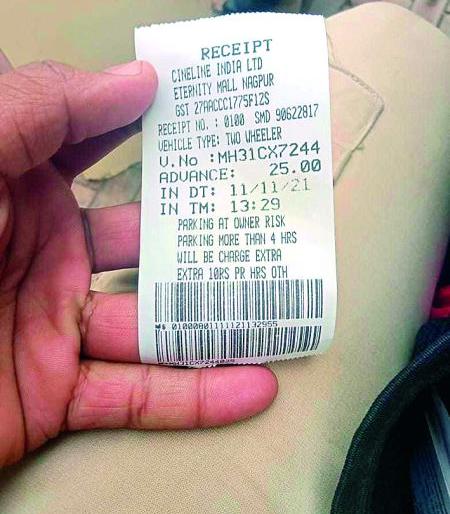 RECEIPT
CINELINE INDIA LTD
ETERNITY MALL NAGPUR
GST 27AACCC1775F1ZS
RECEIPT NO. : 0100 SMD 90622817
VEHICLE TYPE: TWO WHEELER
V.No :MH31CX7244
ADVANCE: 25.00
IN DT: 11/11/21
IN TM: 13:29
PARKING AT OWNER RISK
PARKING MORE THAN 4 HRS
WILL BE CHARGE EXTRA
EXTRA 10RS PR HRS OTH